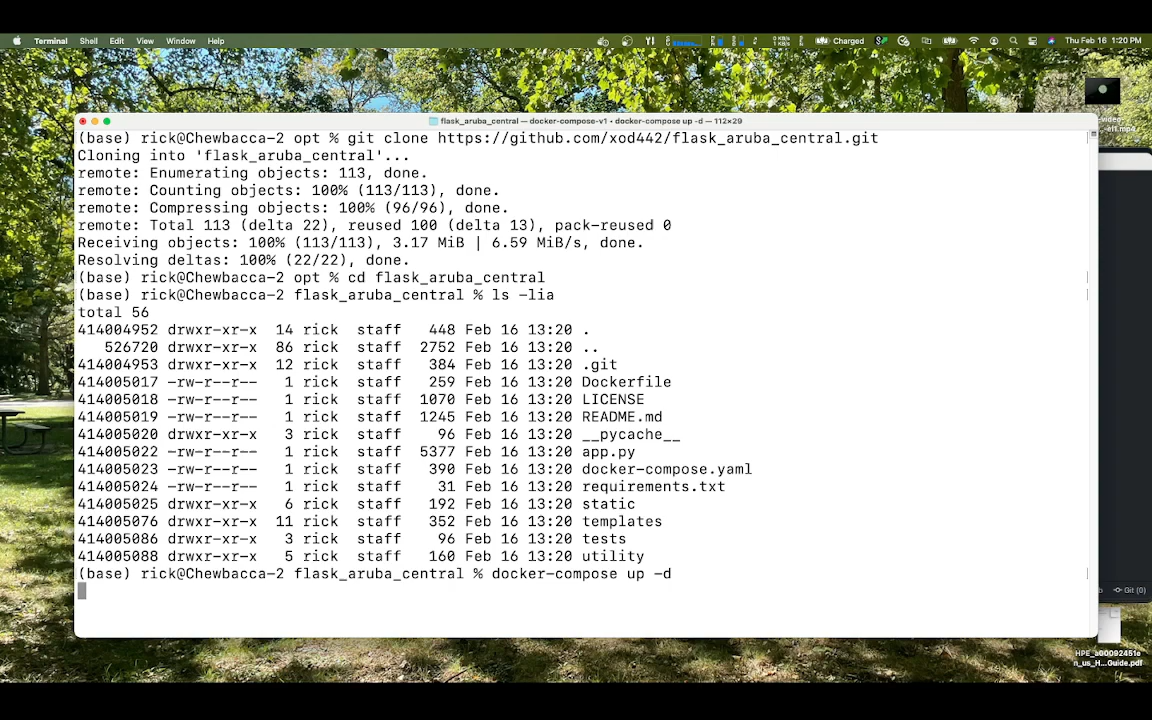 Terminal Shell Edit View Window Help
Charged
Thu Feb 16 1:20 PM
flask_aruba_central — docker-compose-v1 • docker-compose up -d — 112×29
(base) rick@Chewbacca-2 opt % git clone https://github.com/xod442/flask_aruba_central.git
Cloning into 'flask_aruba_central'...
remote: Enumerating objects: 113, done.
remote: Counting objects: 100% (113/113), done.
remote: Compressing objects: 100% (96/96), done.
remote: Total 113 (delta 22), reused 100 (delta 13), pack-reused 0
Receiving objects: 100% (113/113), 3.17 MiB | 6.59 MiB/s, done.
Resolving deltas: 100% (22/22), done.
(base) rick@Chewbacca-2 opt % cd flask_aruba_central
(base) rick@Chewbacca-2 flask_aruba_central % ls -lia
total 56
414004952 drwxr-xr-x 14 rick staff 448 Feb 16 13:20 .
526720 drwxr-xr-x 86 rick staff 2752 Feb 16 13:20 ..
414004953 drwxr-xr-x 12 rick staff 384 Feb 16 13:20 .git
414005017 -rw-r--r-- 1 rick staff 259 Feb 16 13:20 Dockerfile
414005018 -rw-r--r-- 1 rick staff 1070 Feb 16 13:20 LICENSE
414005019 -rw-r--r-- 1 rick staff 1245 Feb 16 13:20 README.md
414005020 drwxr-xr-x 3 rick staff 96 Feb 16 13:20 __pycache__
414005022 -rw-r--r-- 1 rick staff 5377 Feb 16 13:20 app.py
414005023 -rw-r--r-- 1 rick staff 390 Feb 16 13:20 docker-compose.yaml
414005024 -rw-r--r-- 1 rick staff 31 Feb 16 13:20 requirements.txt
414005025 drwxr-xr-x 6 rick staff 192 Feb 16 13:20 static
414005076 drwxr-xr-x 11 rick staff 352 Feb 16 13:20 templates
414005086 drwxr-xr-x 3 rick staff 96 Feb 16 13:20 tests
414005088 drwxr-xr-x 5 rick staff 160 Feb 16 13:20 utility
(base) rick@Chewbacca-2 flask_aruba_central % docker-compose up -d
Git (0)
HPE_a00092451e
n_us_H...Guide.pdf